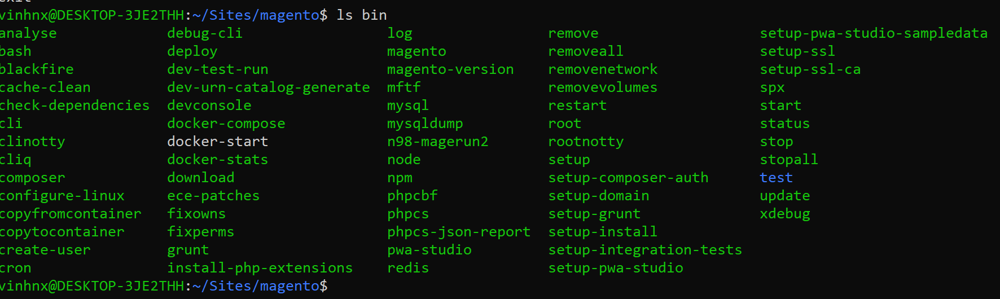 exit
vinhnx@DESKTOP-3JE2THH:~/Sites/magento$ ls bin
analyse debug-cli log remove setup-pwa-studio-sampledata
bash deploy magento removeall setup-ssl
blackfire dev-test-run magento-version removenetwork setup-ssl-ca
cache-clean dev-urn-catalog-generate mftf removevolumes spx
check-dependencies devconsole mysql restart start
cli docker-compose mysqldump root status
clinotty docker-start n98-magerun2 rootnotty stop
cliq docker-stats node setup stopall
composer download npm setup-composer-auth test
configure-linux ece-patches phpcbf setup-domain update
copyfromcontainer fixowns phpcs setup-grunt xdebug
copytocontainer fixperms phpcs-json-report setup-install
create-user grunt pwa-studio setup-integration-tests
cron install-php-extensions redis setup-pwa-studio
vinhnx@DESKTOP-3JE2THH:~/Sites/magento$